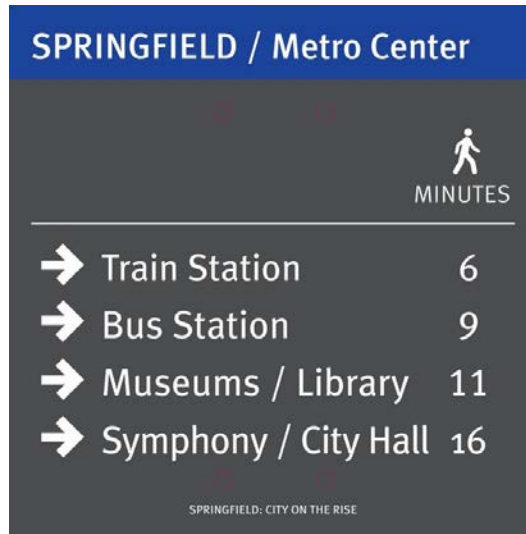 SPRINGFIELD / Metro Center
MINUTES
Train Station 6
Bus Station 9
Museums / Library 11
Symphony / City Hall 16
SPRINGFIELD: CITY ON THE RISE